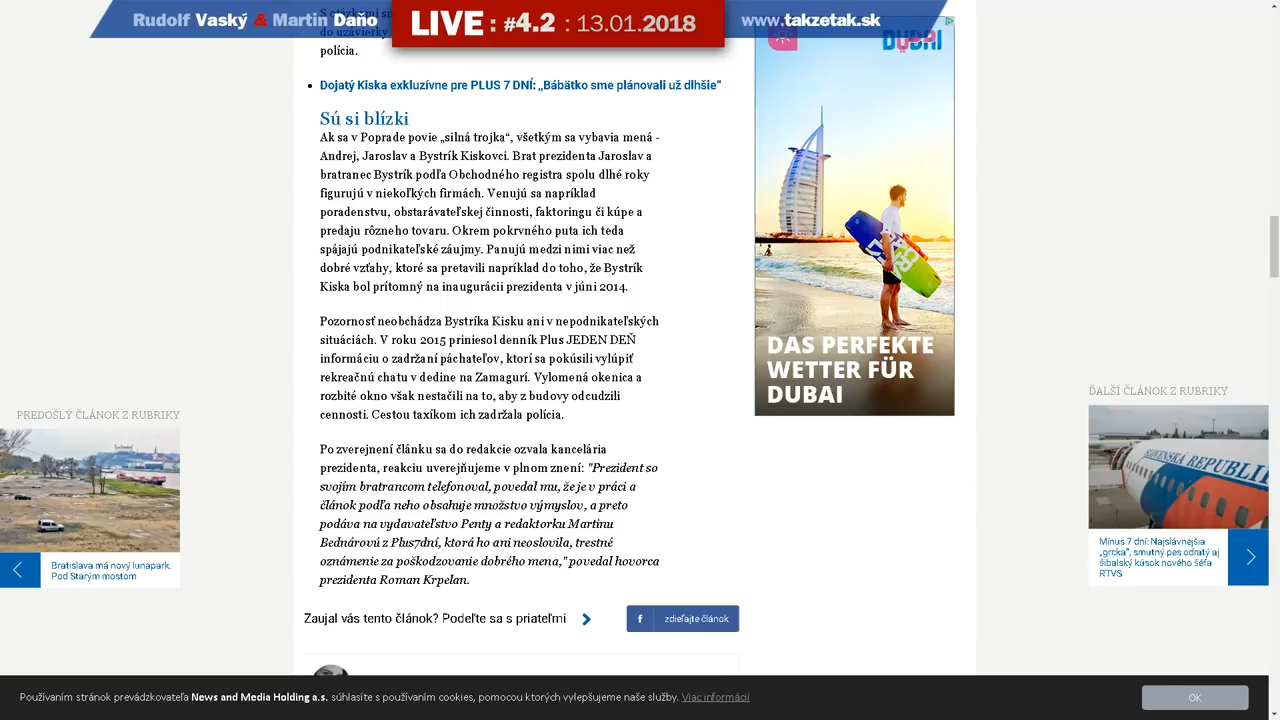 Rudolf Vaský & Martin Daňo
LIVE : #4.2 : 13.01.2018
www.takzetak.sk
do uzávierky
polícia.
Dojatý Kiska exkluzívne pre PLUS 7 DNÍ: „Bábätko sme plánovali už dlhšie“
Sú si blízki
Ak sa v Poprade povie „silná trojka“, všetkým sa vybavia mená -
Andrej, Jaroslav a Bystrík Kiskovci. Brat prezidenta Jaroslav a
bratranec Bystrík podľa Obchodného registra spolu dlhé roky
figurujú v niekoľkých firmách. Venujú sa napríklad
poradenstvu, obstarávateľskej činnosti, faktoringu či kúpe a
predaju rôzneho tovaru. Okrem pokrvného puta ich teda
spájajú podnikateľské záujmy. Panujú medzi nimi viac než
dobré vzťahy, ktoré sa pretavili napríklad do toho, že Bystrík
Kiska bol prítomný na inaugurácii prezidenta v júni 2014.
Pozornosť neobchádza Bystríka Kisku ani v nepodnikateľských
situáciách. V roku 2015 priniesol denník Plus JEDEN DEŇ
informáciu o zadržaní páchateľov, ktorí sa pokúsili vylúpiť
rekreačnú chatu v dedine na Zamagurí. Vylomená okenica a
rozbité okno však nestačili na to, aby z budovy odcudzili
cennosti. Cestou taxíkom ich zadržala polícia.
Po zverejnení článku sa do redakcie ozvala kancelária
prezidenta, reakciu uverejňujeme v plnom znení: "Prezident so
svojím bratrancom telefonoval, povedal mu, že je v práci a
článok podľa neho obsahuje množstvo výmyslov, a preto
podáva na vydavateľstvo Penty a redaktorku Martinu
Bednárovú z Plus7dní, ktorá ho ani neoslovila, trestné
oznámenie za poškodzovanie dobrého mena," povedal hovorca
prezidenta Roman Krpelan.
Zaujal vás tento článok? Podeľte sa s priateľmi
f zdieľajte článok
DUBAI
DAS PERFEKTE
WETTER FÜR
DUBAI
PREDOŠLÝ ČLÁNOK Z RUBRIKY
Bratislava má nový lunapark.
Pod Starým mostom
ĎALŠÍ ČLÁNOK Z RUBRIKY
SLOVENSKÁ REPUBLIK
Mínus 7 dní: Najslávnejšia
„grcka“, smutný pes odratý aj
šibalský kúsok nového šéfa
RTVS
Používaním stránok prevádzkovateľa News and Media Holding a.s. súhlasíte s používaním cookies, pomocou ktorých vylepšujeme naše služby. Viac informácií
OK